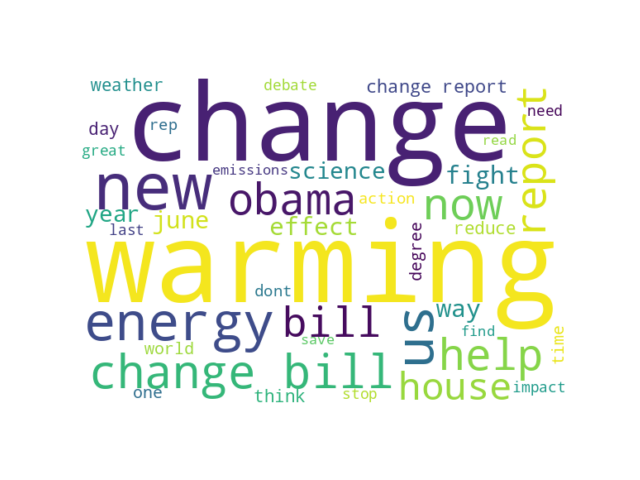 weather debate change report
change
day rep need
great read
emissions science fight report
new obama action now
year june effect reduce
last
warming
degree
dont
energy bill us way
world save find help
change bill time
one think stop house impact